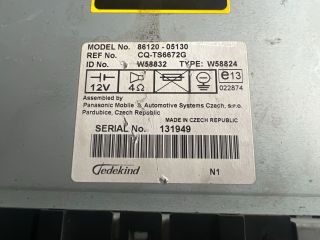 MODEL No. 86120 - 05130
REF No. CQ-TS6672G
ID No. W58832 TYPE: W58824
12V 4Ω e13
022874
Assembled by
Panasonic Mobile & Automotive Systems Czech, s.r.o.
Pardubice, Czech Republic
MADE IN CZECH REPUBLIC
SERIAL No. 131949
Jedekind N1